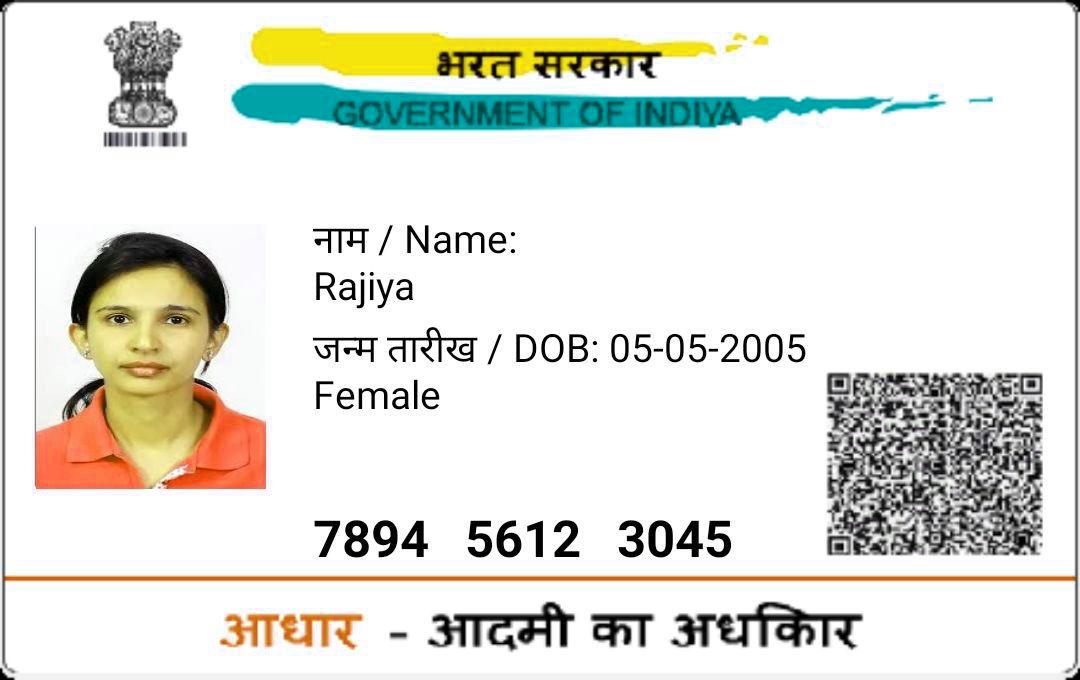 भरत सरकार
GOVERNMENT OF INDIYA
नाम / Name:
Rajiya
जन्म तारीख / DOB: 05-05-2005
Female
7894 5612 3045
आधार - आदमी का अधकिार